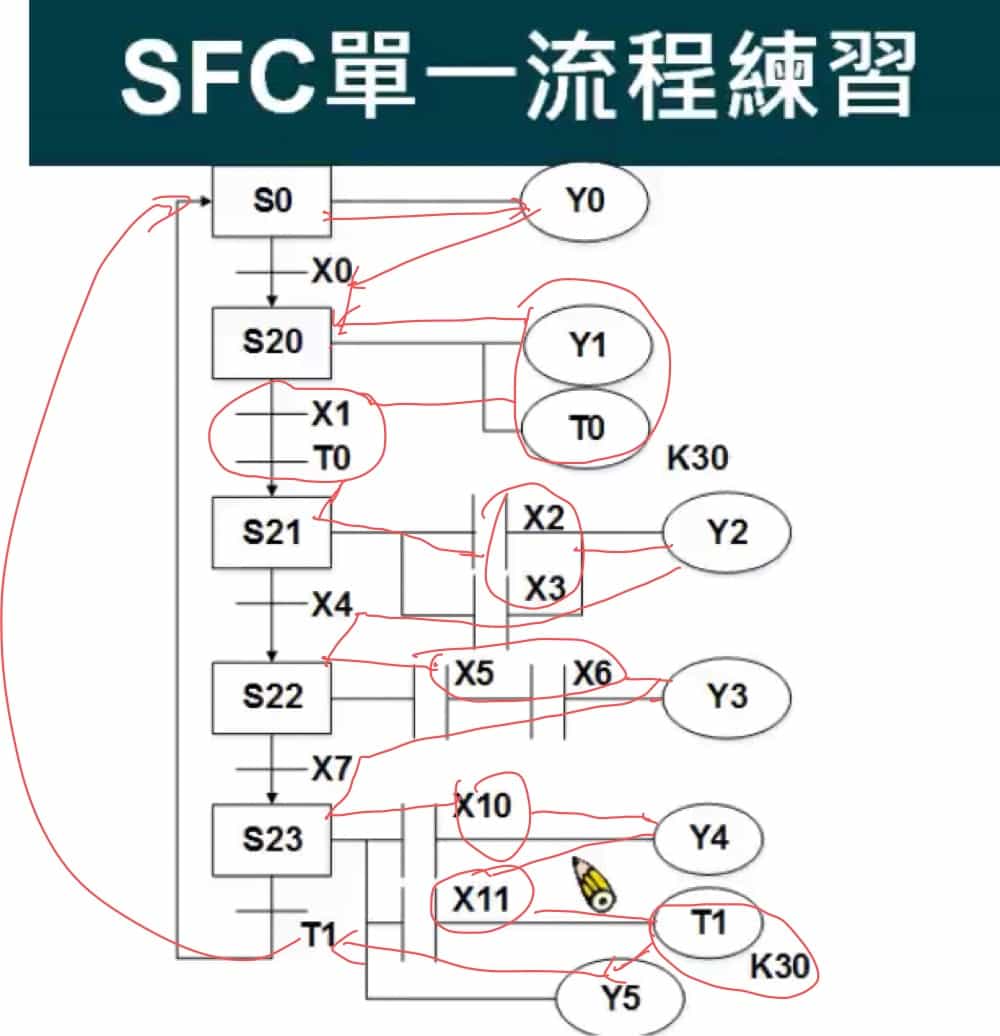 SFC單一流程練習
S0 Y0
X0
S20 Y1
X1 T0
T0 K30
S21 X2 Y2
X3
X4
S22 X5 X6 Y3
X7
S23 X10 Y4
X11 T1
T1 K30
Y5